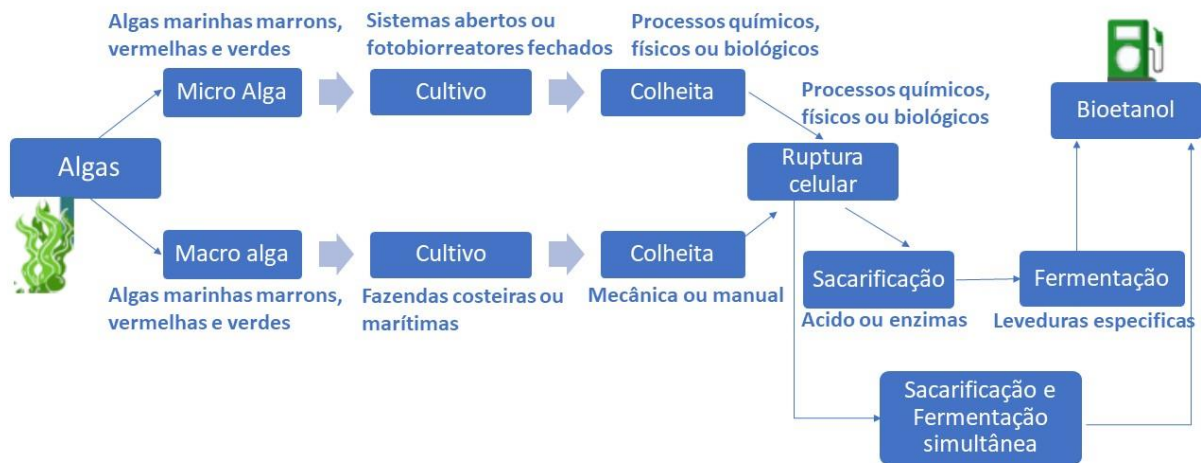 Algas marinhas marrons,
vermelhas e verdes
Sistemas abertos ou
fotobiorreatores fechados
Processos químicos,
físicos ou biológicos
Micro Alga
Cultivo
Colheita
Processos químicos,
físicos ou biológicos
Bioetanol
Algas
Ruptura
celular
Macro alga
Cultivo
Colheita
Algas marinhas marrons,
vermelhas e verdes
Fazendas costeiras ou
marítimas
Mecânica ou manual
Sacarificação
Acido ou enzimas
Fermentação
Leveduras especificas
Sacarificação e
Fermentação
simultânea